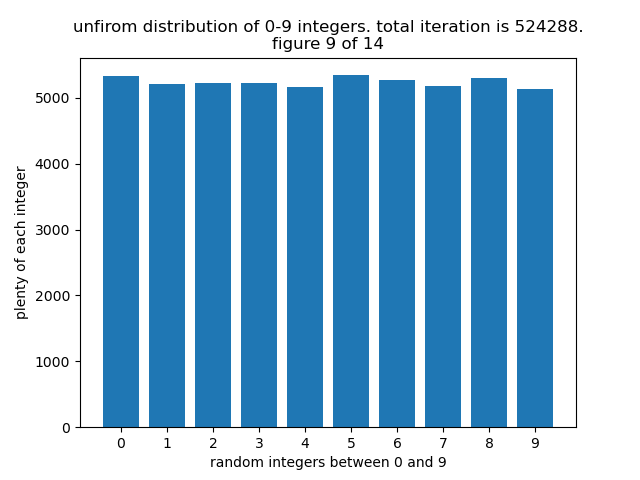 unfirom distribution of 0-9 integers. total iteration is 524288.
figure 9 of 14
plenty of each integer
5000
4000
3000
2000
1000
0
0 1 2 3 4 5 6 7 8 9
random integers between 0 and 9